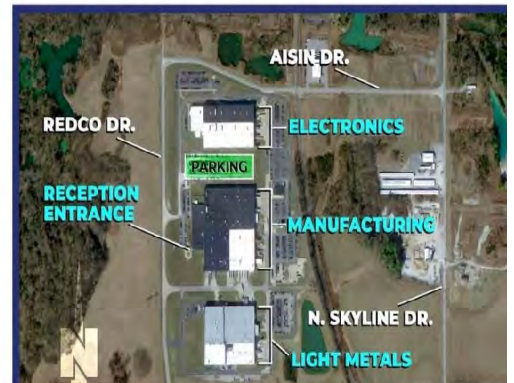 AISIN DR.
REDCO DR.
ELECTRONICS
PARKING
RECEPTION
ENTRANCE
MANUFACTURING
N. SKYLINE DR.
LIGHT METALS
N